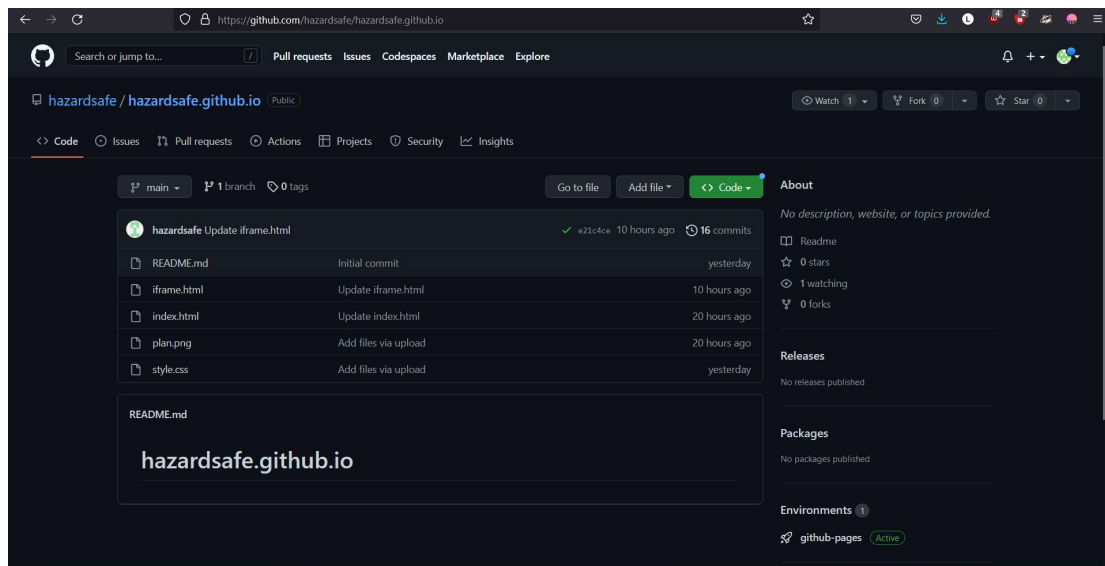 https://github.com/hazardsafe/hazardsafe.github.io
4
2
Search or jump to... / Pull requests Issues Codespaces Marketplace Explore
hazardsafe / hazardsafe.github.io Public
Watch 1 Fork 0 Star 0
Code Issues Pull requests Actions Projects Security Insights
main 1 branch 0 tags Go to file Add file Code
hazardsafe Update iframe.html e21c4ce 10 hours ago 16 commits
README.md Initial commit yesterday
iframe.html Update iframe.html 10 hours ago
index.html Update index.html 20 hours ago
plan.png Add files via upload 20 hours ago
style.css Add files via upload yesterday
README.md
hazardsafe.github.io
About
No description, website, or topics provided.
Readme
0 stars
1 watching
0 forks
Releases
No releases published
Packages
No packages published
Environments 1
github-pages Active